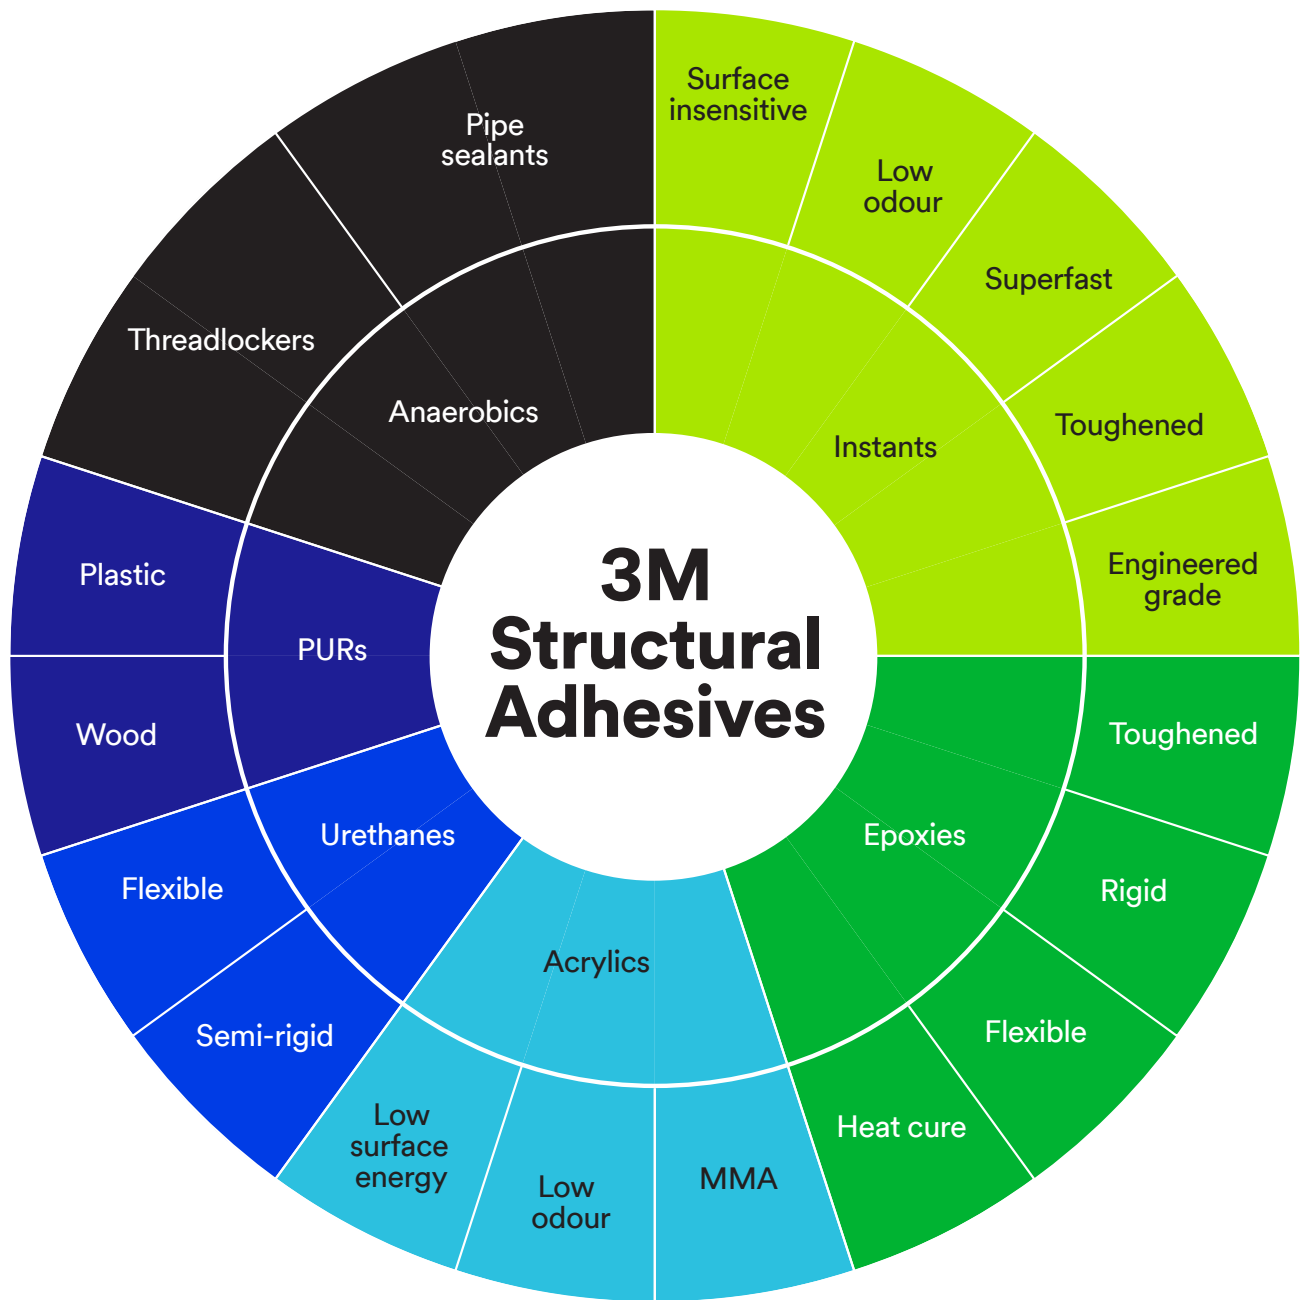 3M
Structural
Adhesives
Instants
Surface
insensitive
Low
odour
Superfast
Toughened
Engineered
grade
Epoxies
Toughened
Rigid
Flexible
Heat cure
Acrylics
MMA
Low
odour
Low
surface
energy
Urethanes
Semi-rigid
Flexible
PURs
Wood
Plastic
Anaerobics
Threadlockers
Pipe
sealants